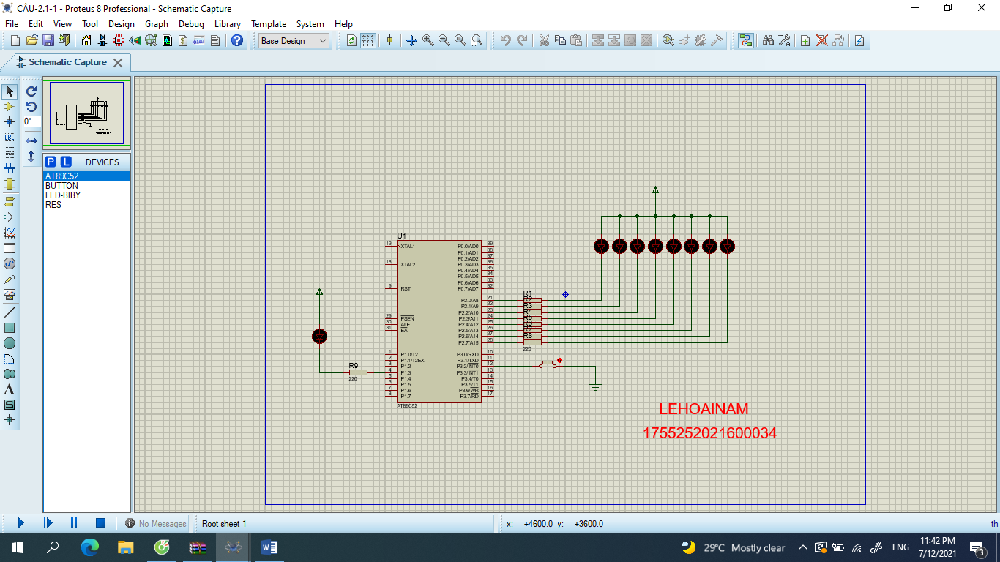 CÂU-2.1-1 - Proteus 8 Professional - Schematic Capture
File Edit View Tool Design Graph Debug Library Template System Help
Base Design
Schematic Capture
0°
LBL
P L DEVICES
AT89C52
BUTTON
LED-BIBY
RES
A
S
U1
19 XTAL1
18 XTAL2
9 RST
29 PSEN
30 ALE
31 EA
1 P1.0/T2
2 P1.1/T2EX
3 P1.2
4 P1.3
5 P1.4
6 P1.5
7 P1.6
8 P1.7
P0.0/AD0 39
P0.1/AD1 38
P0.2/AD2 37
P0.3/AD3 36
P0.4/AD4 35
P0.5/AD5 34
P0.6/AD6 33
P0.7/AD7 32
P2.0/A8 21
P2.1/A9 22
P2.2/A10 23
P2.3/A11 24
P2.4/A12 25
P2.5/A13 26
P2.6/A14 27
P2.7/A15 28
P3.0/RXD 10
P3.1/TXD 11
P3.2/INT0 12
P3.3/INT1 13
P3.4/T0 14
P3.5/T1 15
P3.6/WR 16
P3.7/RD 17
AT89C52
R1
R2
R3
R4
R5
R6
R7
R8
220
R9
220
LEHOAINAM
1755252021600034
No Messages
Root sheet 1
x: +4600.0 y: +3600.0
th
29°C Mostly clear
ENG
11:42 PM
7/12/2021
3